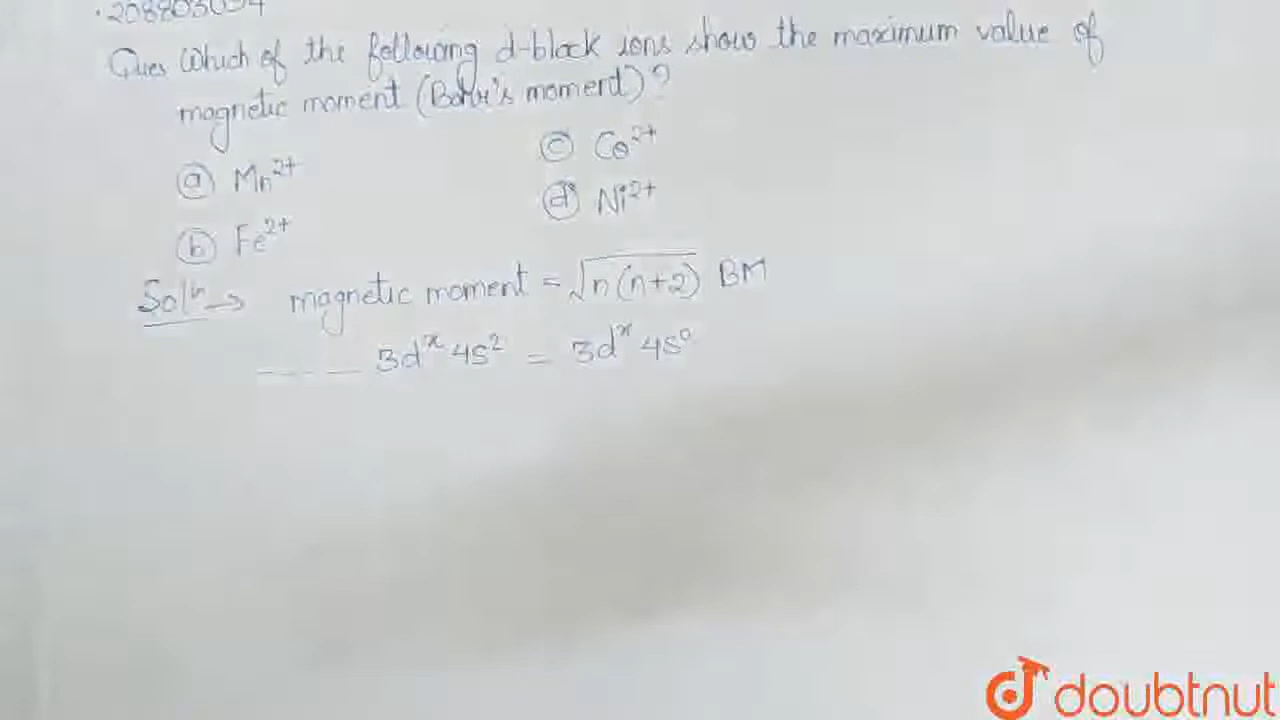 Ques Which of the following d-block ions show the maximum value of
magnetic moment (Bohr's moment)?
(a) Mn²⁺
(b) Fe²⁺
(c) Co²⁺
(d) Ni²⁺
Solⁿ → magnetic moment = √n(n+2) BM
3dˣ 4s² = 3dˣ 4s⁰
doubtnut